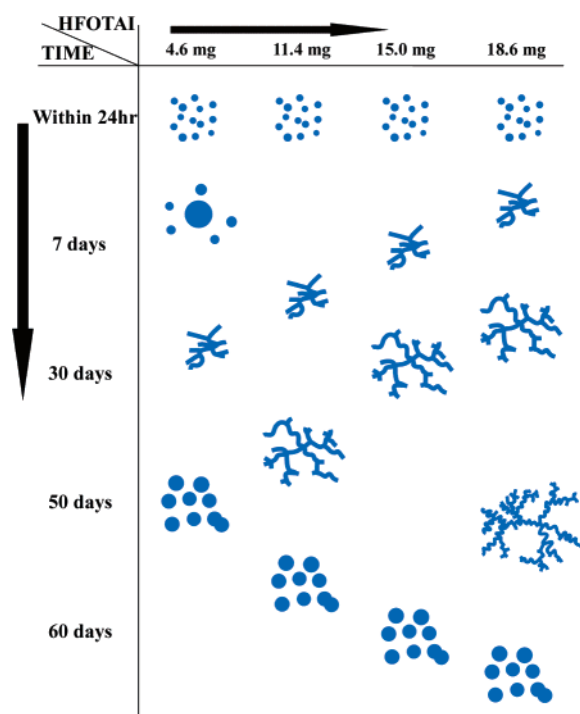 HFOTAI
TIME
4.6 mg 11.4 mg 15.0 mg 18.6 mg
Within 24hr
7 days
30 days
50 days
60 days